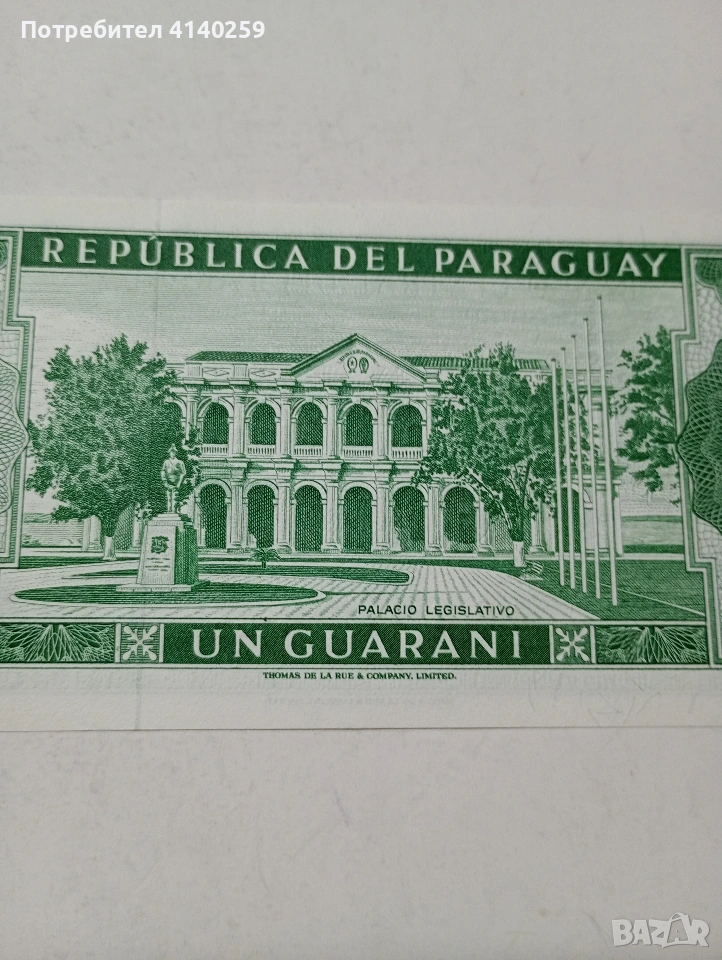 Потребител 4140259
REPÚBLICA DEL PARAGUAY
PALACIO LEGISLATIVO
UN GUARANI
THOMAS DE LA RUE & COMPANY, LIMITED.
BAZAR